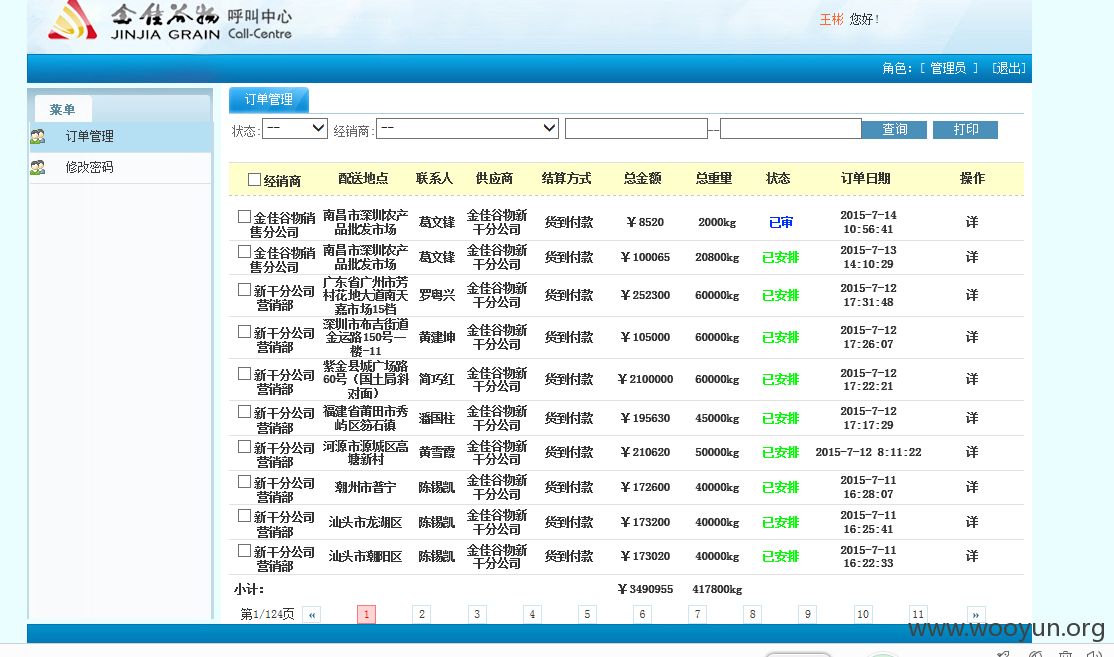 金佳谷物 呼叫中心
JINJIA GRAIN Call-Centre
王彬 您好!
角色: [ 管理员 ] [退出]
菜单
订单管理
修改密码
订单管理
状态: -- 经销商: -- -- 查询 打印
经销商 配送地点 联系人 供应商 结算方式 总金额 总重量 状态 订单日期 操作
金佳谷物销 南昌市深圳农产 葛文锋 金佳谷物新 货到付款 ￥8520 2000kg 已审 2015-7-14 详
售分公司 品批发市场 干分公司 10:56:41
金佳谷物销 南昌市深圳农产 葛文锋 金佳谷物新 货到付款 ￥100065 20800kg 已安排 2015-7-13 详
售分公司 品批发市场 干分公司 14:10:29
广东省广州市芳
新干分公司 村花地大道南天 罗粤兴 金佳谷物新 货到付款 ￥252300 60000kg 已安排 2015-7-12 详
营销部 嘉市场15档 干分公司 17:31:48
深圳市布吉街道
新干分公司 金运路150号一 黄建坤 金佳谷物新 货到付款 ￥105000 60000kg 已安排 2015-7-12 详
营销部 楼-11 干分公司 17:26:07
紫金县城广场路
新干分公司 60号（国土局斜 简巧红 金佳谷物新 货到付款 ￥2100000 60000kg 已安排 2015-7-12 详
营销部 对面） 干分公司 17:22:21
新干分公司 福建省莆田市秀 潘国柱 金佳谷物新 货到付款 ￥195630 45000kg 已安排 2015-7-12 详
营销部 屿区笏石镇 干分公司 17:17:29
新干分公司 河源市源城区高 黄雪霞 金佳谷物新 货到付款 ￥210620 50000kg 已安排 2015-7-12 8:11:22 详
营销部 塘新村 干分公司
新干分公司 潮州市普宁 陈锡凯 金佳谷物新 货到付款 ￥172600 40000kg 已安排 2015-7-11 详
营销部 干分公司 16:28:07
新干分公司 汕头市龙湖区 陈锡凯 金佳谷物新 货到付款 ￥173200 40000kg 已安排 2015-7-11 详
营销部 干分公司 16:25:41
新干分公司 汕头市潮阳区 陈锡凯 金佳谷物新 货到付款 ￥173020 40000kg 已安排 2015-7-11 详
营销部 干分公司 16:22:33
小计: ￥3490955 417800kg
第1/124页 « 1 2 3 4 5 6 7 8 9 10 11 »
www.wooyun.org